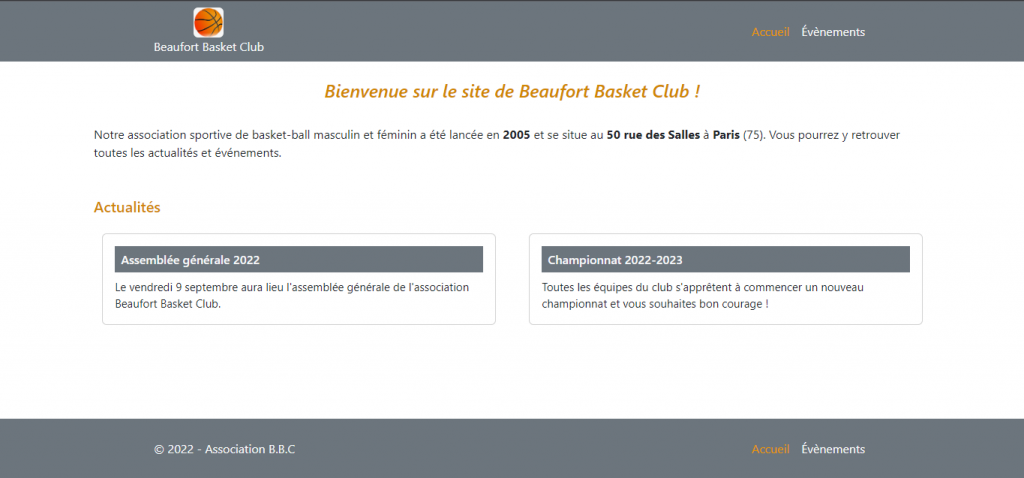 Beaufort Basket Club
Accueil Évènements
Bienvenue sur le site de Beaufort Basket Club !
Notre association sportive de basket-ball masculin et féminin a été lancée en 2005 et se situe au 50 rue des Salles à Paris (75). Vous pourrez y retrouver
toutes les actualités et événements.
Actualités
Assemblée générale 2022
Le vendredi 9 septembre aura lieu l'assemblée générale de l'association
Beaufort Basket Club.
Championnat 2022-2023
Toutes les équipes du club s'apprêtent à commencer un nouveau
championnat et vous souhaites bon courage !
© 2022 - Association B.B.C
Accueil Évènements